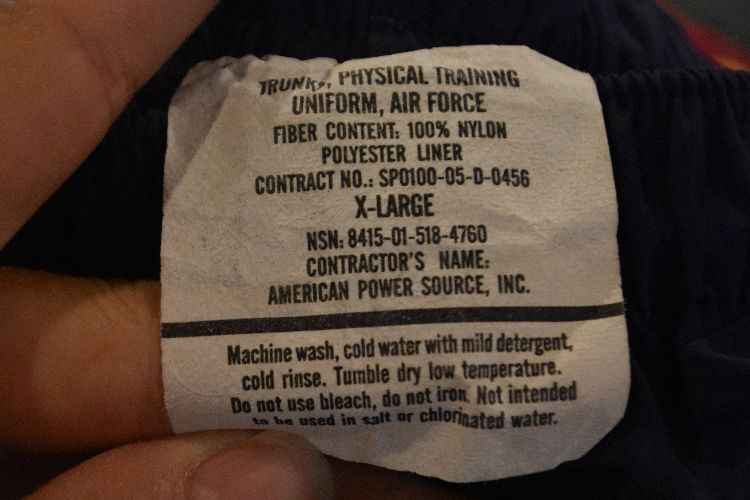 TRUNKS, PHYSICAL TRAINING
UNIFORM, AIR FORCE
FIBER CONTENT: 100% NYLON
POLYESTER LINER
CONTRACT NO.: SP0100-05-D-0456
X-LARGE
NSN: 8415-01-518-4760
CONTRACTOR'S NAME:
AMERICAN POWER SOURCE, INC.
Machine wash, cold water with mild detergent,
cold rinse. Tumble dry low temperature.
Do not use bleach, do not iron. Not intended
to be used in salt or chlorinated water.